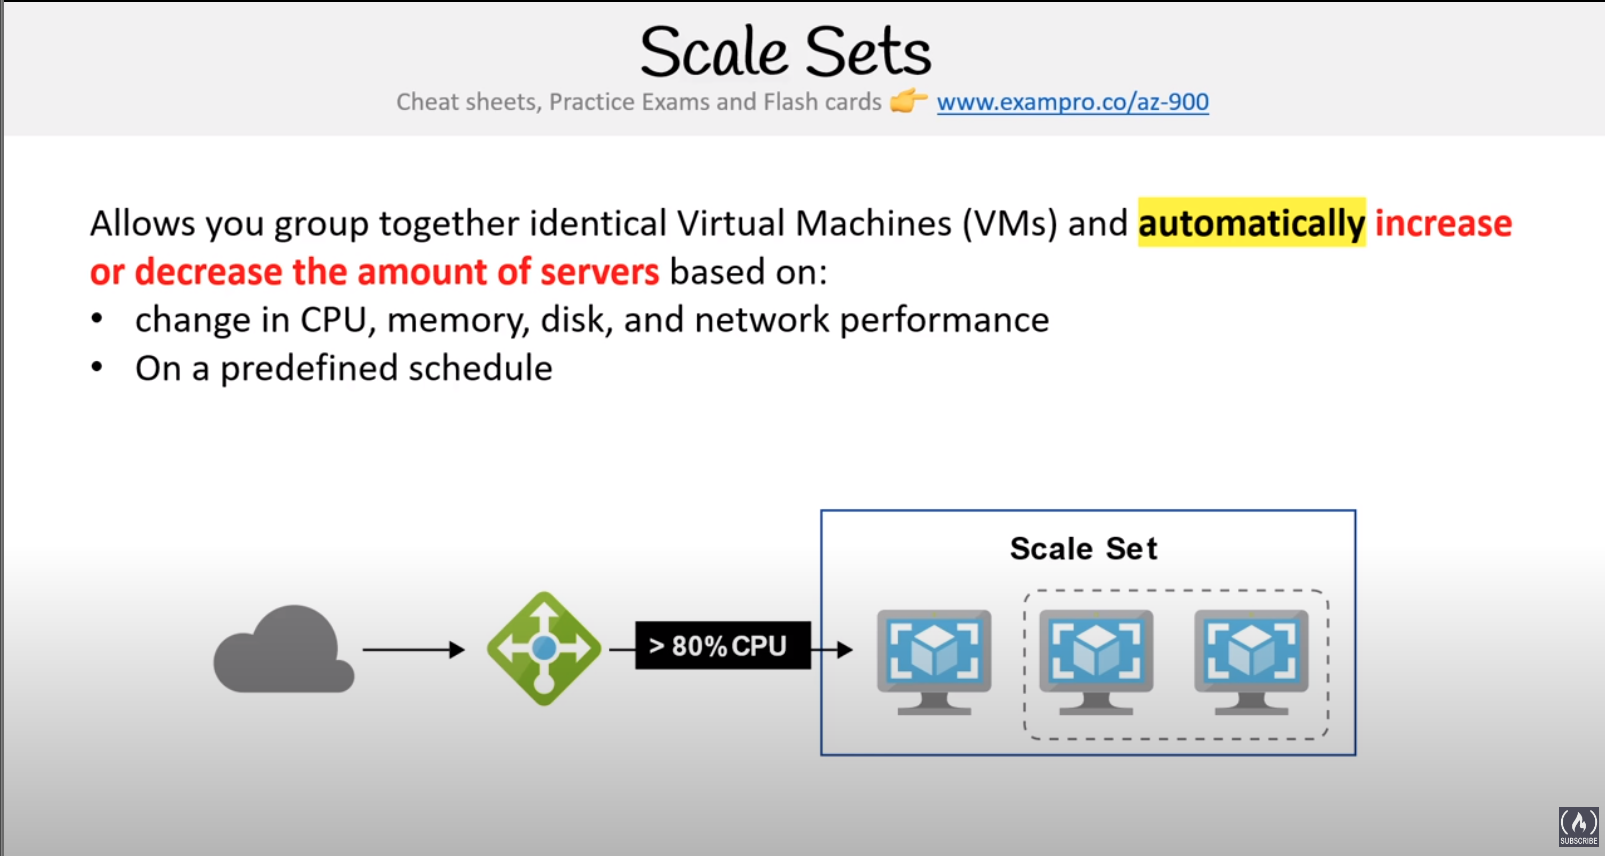 Scale Sets
Cheat sheets, Practice Exams and Flash cards 👉 www.exampro.co/az-900
Allows you group together identical Virtual Machines (VMs) and automatically increase
or decrease the amount of servers based on:
• change in CPU, memory, disk, and network performance
• On a predefined schedule
Scale Set
> 80% CPU
SUBSCRIBE